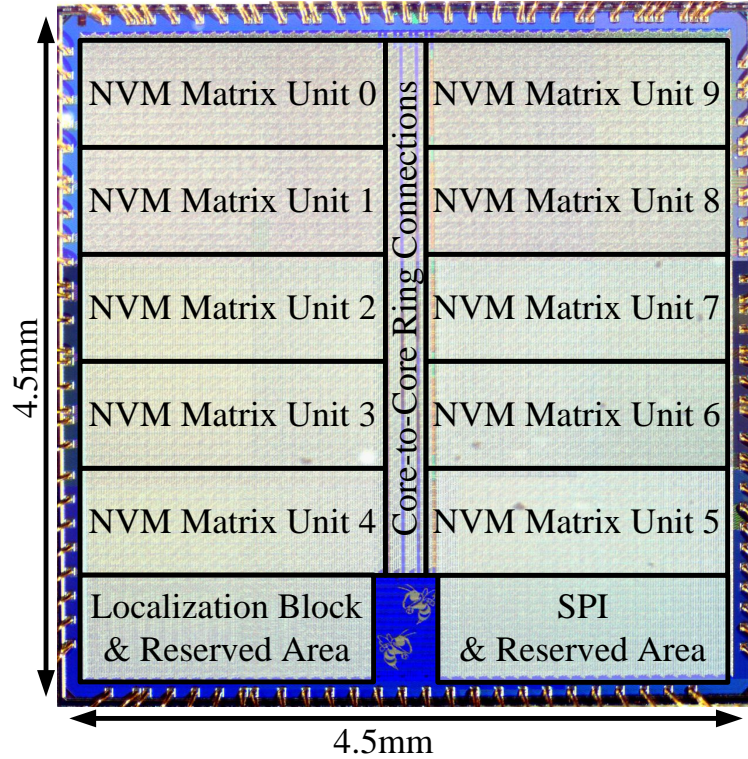 NVM Matrix Unit 0
NVM Matrix Unit 1
NVM Matrix Unit 2
NVM Matrix Unit 3
NVM Matrix Unit 4
Localization Block
& Reserved Area
Core-to-Core Ring Connections
NVM Matrix Unit 9
NVM Matrix Unit 8
NVM Matrix Unit 7
NVM Matrix Unit 6
NVM Matrix Unit 5
SPI
& Reserved Area
4.5mm
4.5mm